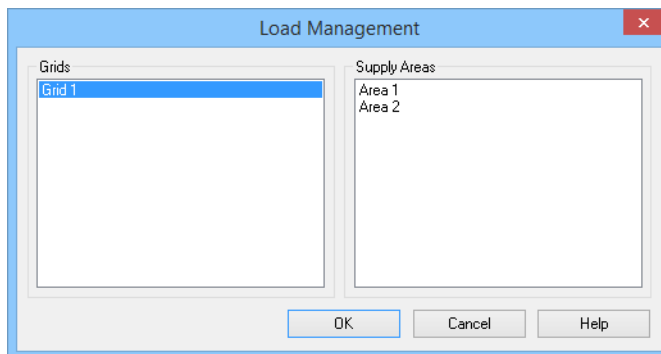 Load Management
Grids
Grid 1
Supply Areas
Area 1
Area 2
OK
Cancel
Help